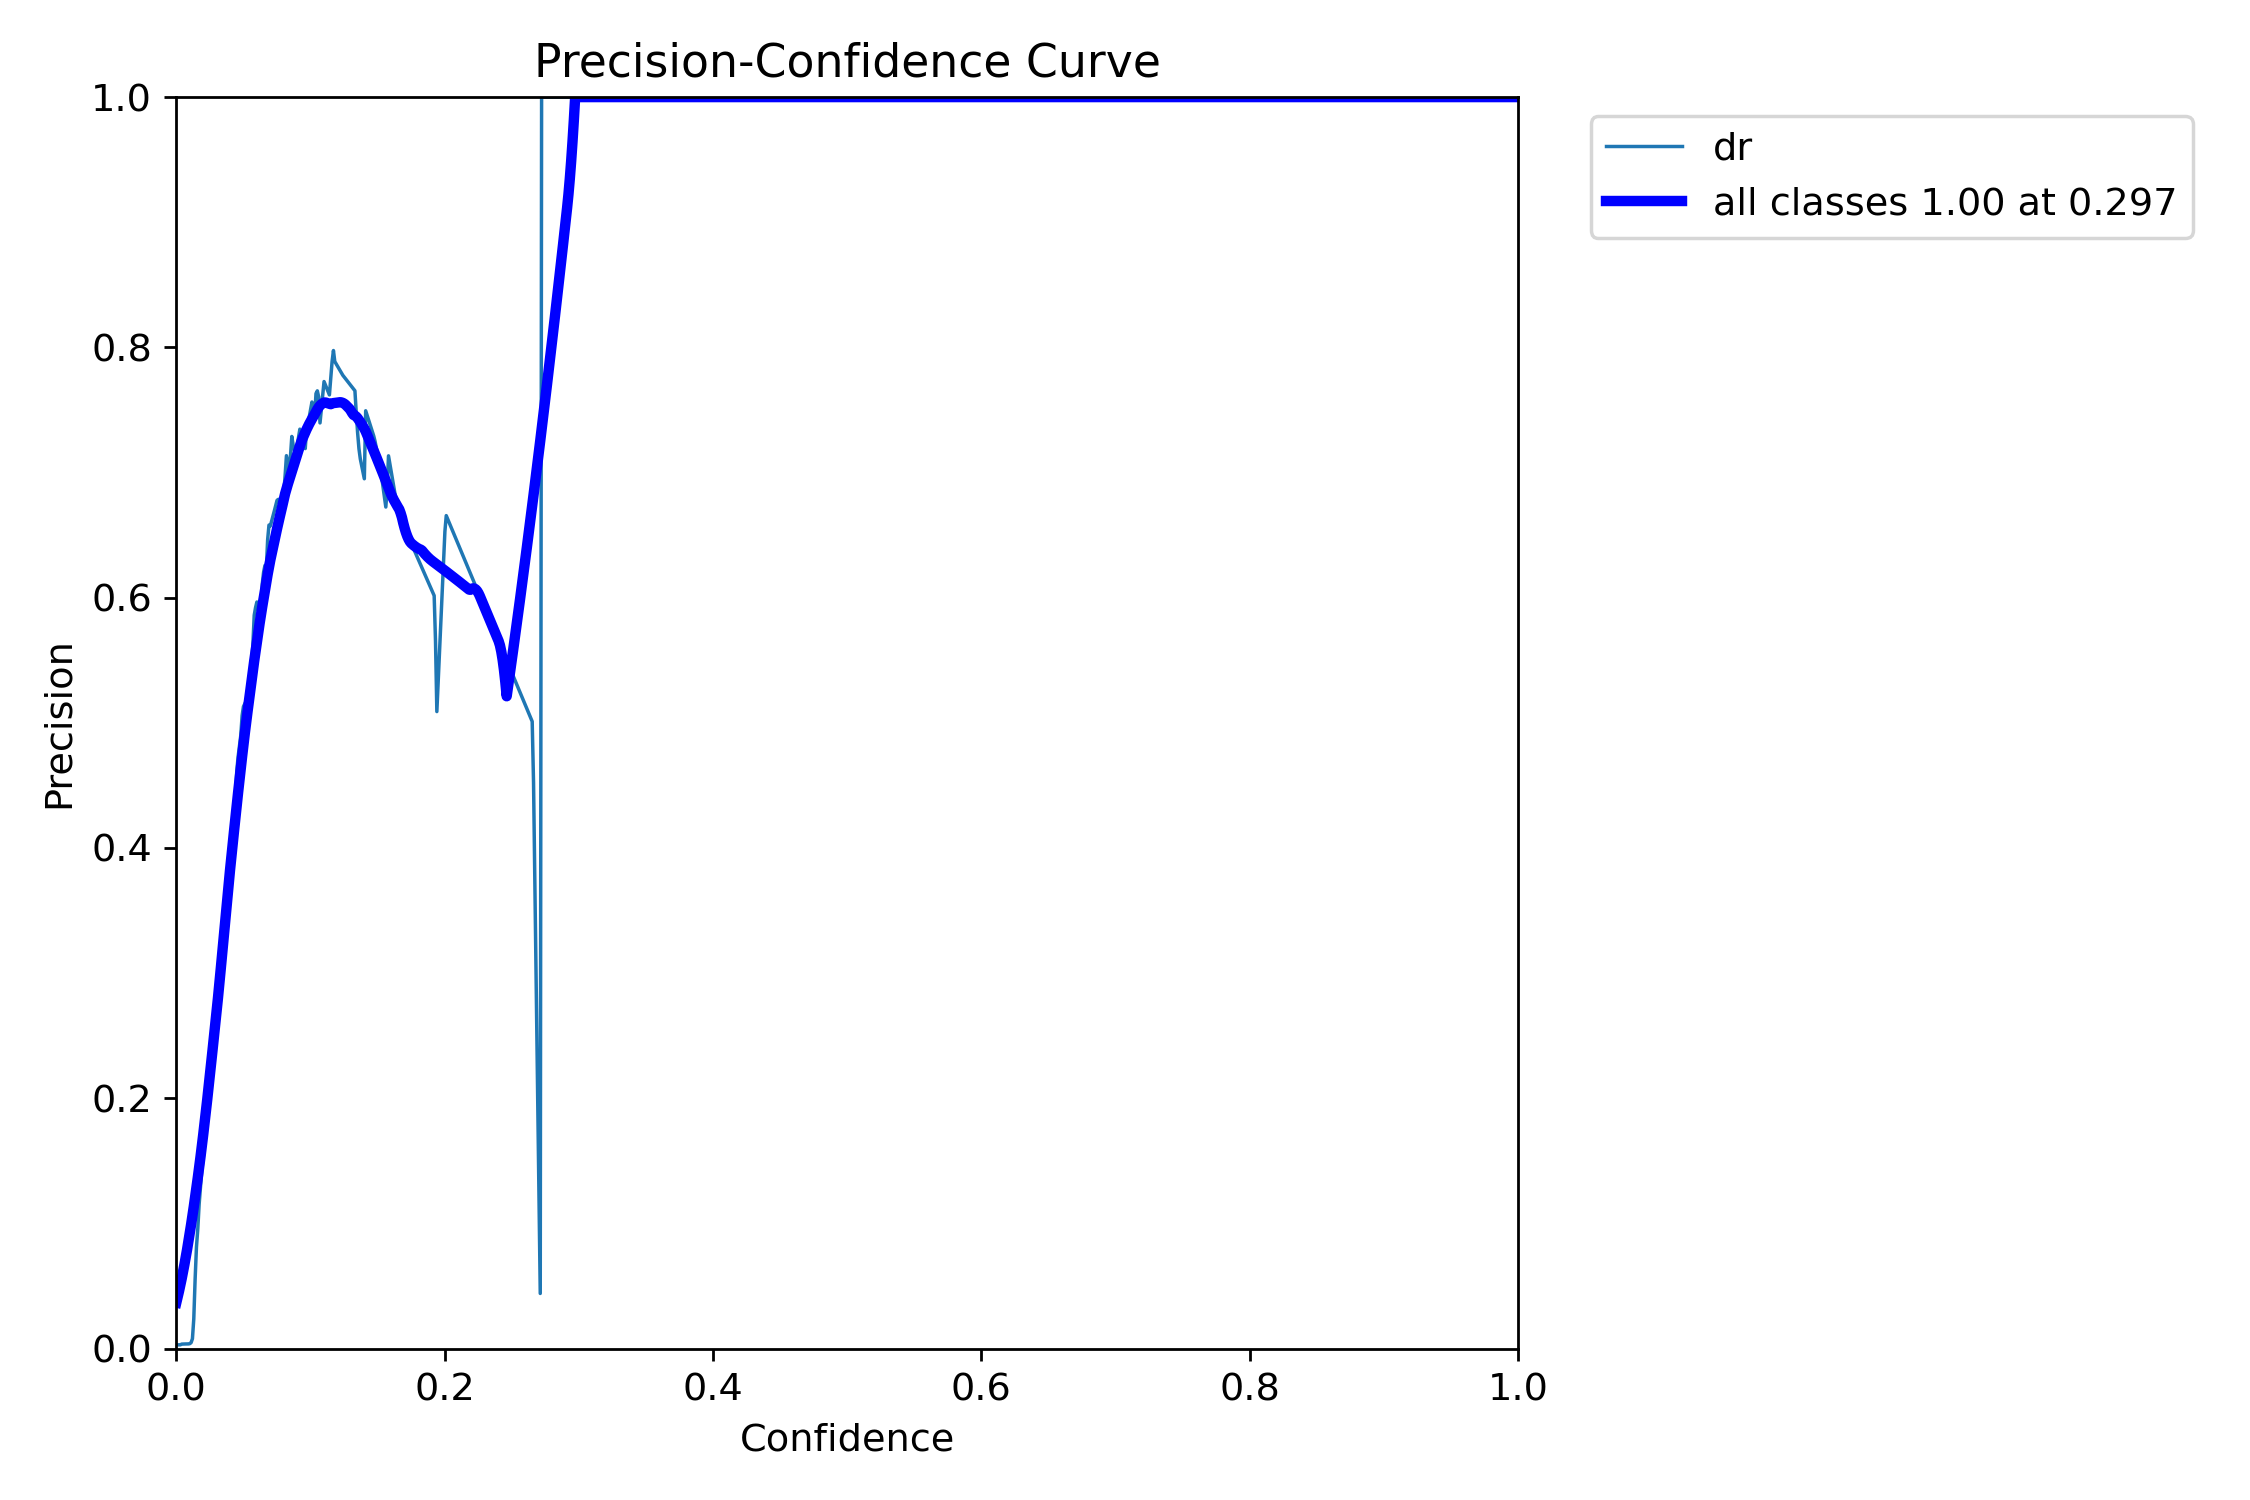 Precision-Confidence Curve
1.0
0.8
0.6
0.4
0.2
0.0
Precision
0.0 0.2 0.4 0.6 0.8 1.0
Confidence
dr
all classes 1.00 at 0.297